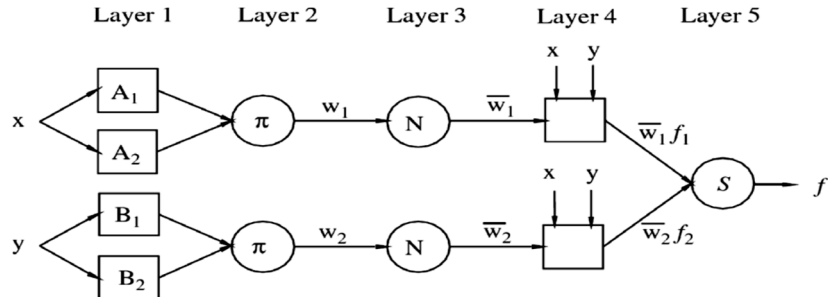 Layer 1 Layer 2 Layer 3 Layer 4 Layer 5
x y
A₁
x π w₁ N w̅₁ w̅₁f₁
A₂
x y S f
B₁
y π w₂ N w̅₂ w̅₂f₂
B₂